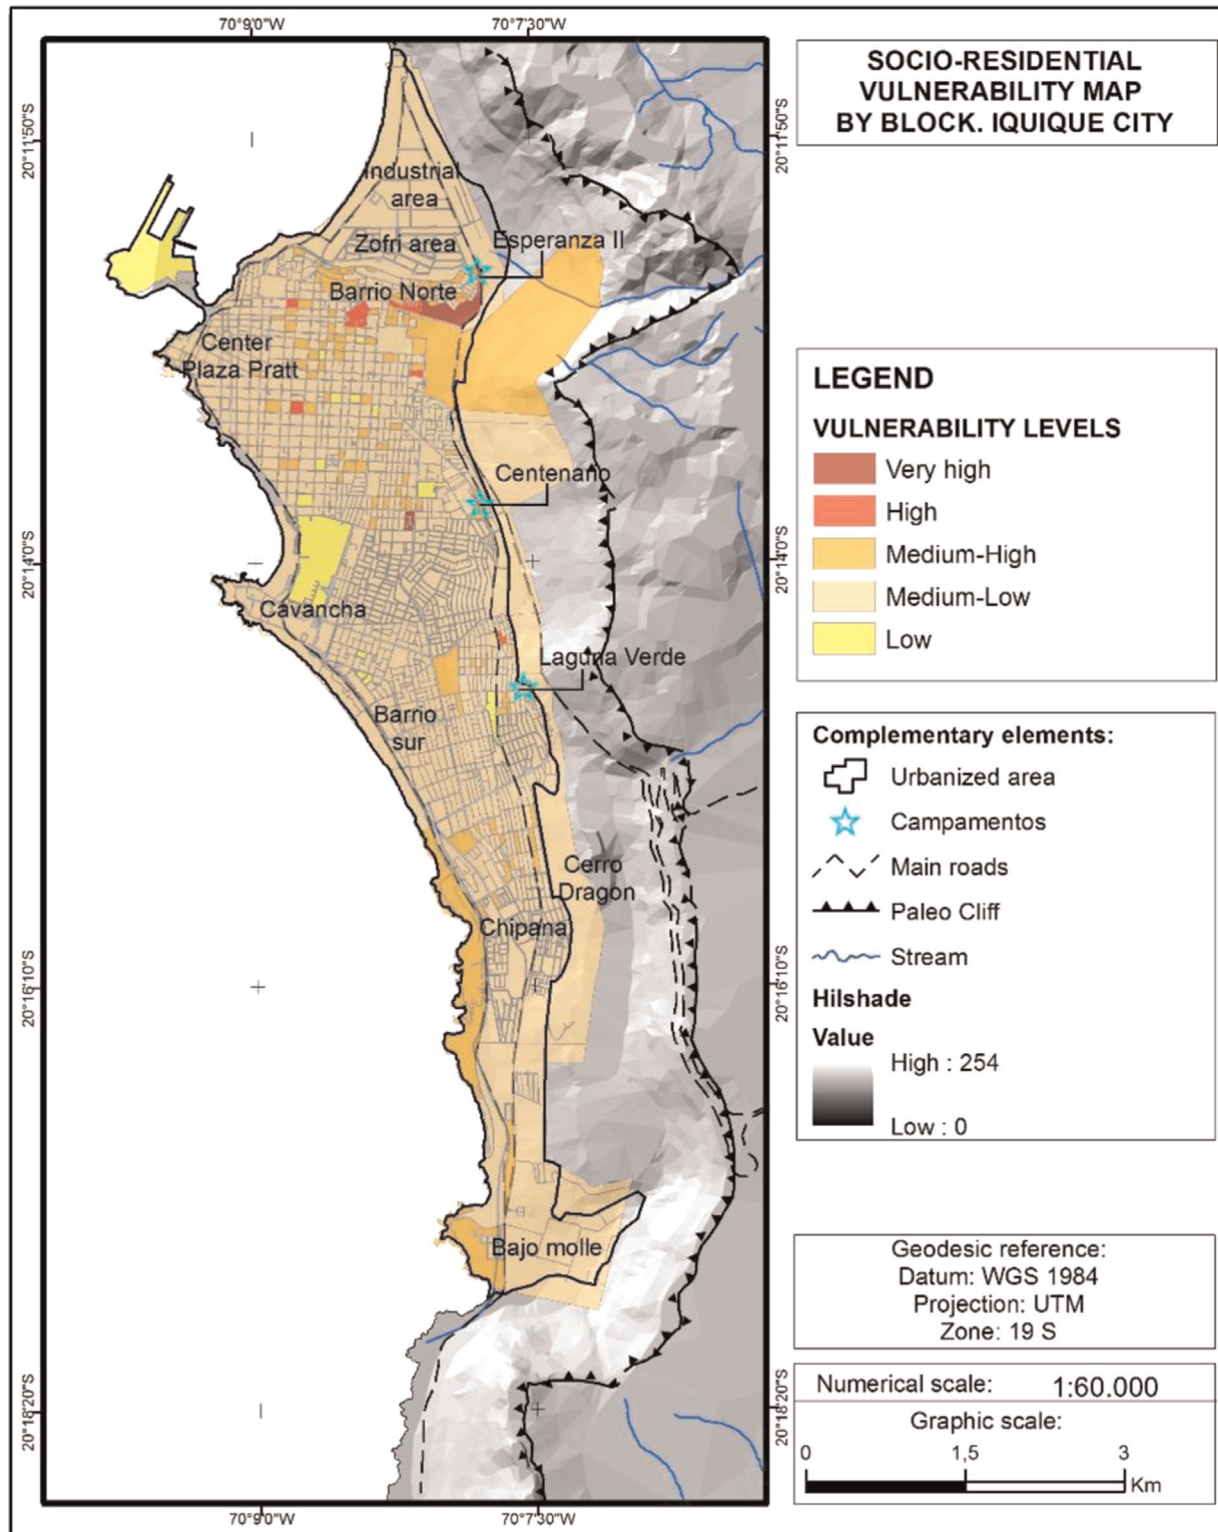 70°9'0"W
70°7'30"W
20°11'50"S
20°11'50"S
SOCIO-RESIDENTIAL
VULNERABILITY MAP
BY BLOCK. IQUIQUE CITY
Industrial
area
Zofri area
Esperanza II
Barrio Norte
Center
Plaza Pratt
Centenano
20°14'0"S
20°14'0"S
Cavancha
Laguna Verde
Barrio
sur
Cerro
Dragon
Chipana
20°16'10"S
20°16'10"S
Bajo molle
20°18'20"S
20°18'20"S
70°9'0"W
70°7'30"W
LEGEND
VULNERABILITY LEVELS
Very high
High
Medium-High
Medium-Low
Low
Complementary elements:
Urbanized area
Campamentos
Main roads
Paleo Cliff
Stream
Hilshade
Value
High : 254
Low : 0
Geodesic reference:
Datum: WGS 1984
Projection: UTM
Zone: 19 S
Numerical scale: 1:60.000
Graphic scale:
0 1,5 3
Km